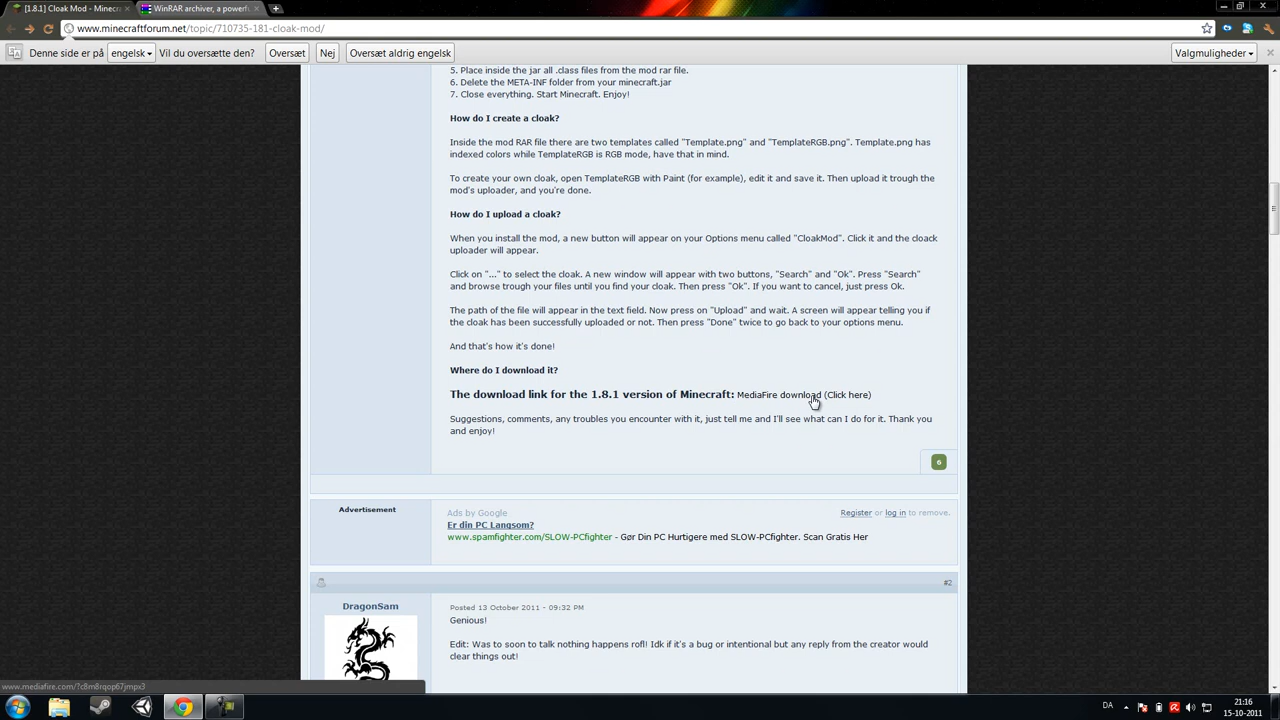 [1.8.1] Cloak Mod - Minecr
WinRAR archiver, a powerfu
www.minecraftforum.net/topic/710735-181-cloak-mod/
Denne side er på engelsk Vil du oversætte den? Oversæt Nej Oversæt aldrig engelsk Valgmuligheder
5. Place inside the jar all .class files from the mod rar file.
6. Delete the META-INF folder from your minecraft.jar
7. Close everything. Start Minecraft. Enjoy!
How do I create a cloak?
Inside the mod RAR file there are two templates called "Template.png" and "TemplateRGB.png". Template.png has
indexed colors while TemplateRGB is RGB mode, have that in mind.
To create your own cloak, open TemplateRGB with Paint (for example), edit it and save it. Then upload it trough the
mod's uploader, and you're done.
How do I upload a cloak?
When you install the mod, a new button will appear on your Options menu called "CloakMod". Click it and the cloack
uploader will appear.
Click on "..." to select the cloak. A new window will appear with two buttons, "Search" and "Ok". Press "Search"
and browse trough your files until you find your cloak. Then press "Ok". If you want to cancel, just press Ok.
The path of the file will appear in the text field. Now press on "Upload" and wait. A screen will appear telling you if
the cloak has been successfully uploaded or not. Then press "Done" twice to go back to your options menu.
And that's how it's done!
Where do I download it?
The download link for the 1.8.1 version of Minecraft: MediaFire download (Click here)
Suggestions, comments, any troubles you encounter with it, just tell me and I'll see what can I do for it. Thank you
and enjoy!
6
Advertisement
Ads by Google
Register or log in to remove.
Er din PC Langsom?
www.spamfighter.com/SLOW-PCfighter - Gør Din PC Hurtigere med SLOW-PCfighter. Scan Gratis Her
#2
DragonSam
Posted 13 October 2011 - 09:32 PM
Genious!
Edit: Was to soon to talk nothing happens rofl! Idk if it's a bug or intentional but any reply from the creator would
clear things out!
www.mediafire.com/?c8m8rqop67jmpx3
DA
21:16
15-10-2011